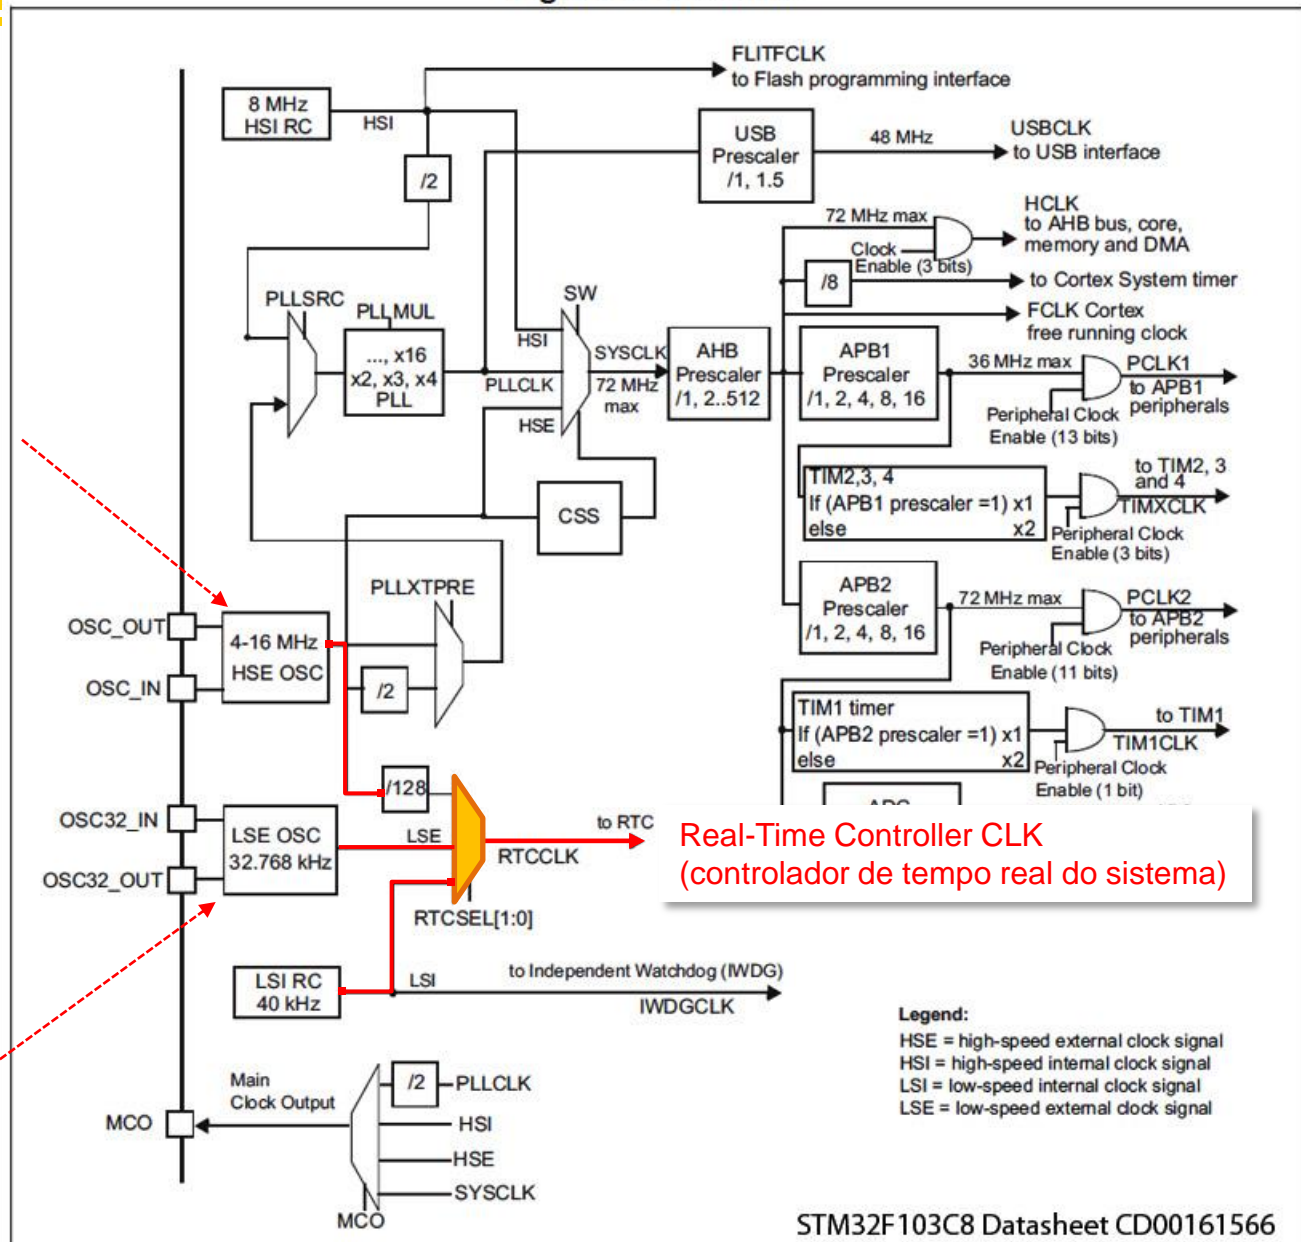 FLITFCLK
to Flash programming interface
8 MHz
HSI RC
HSI
/2
USB
Prescaler
/1, 1.5
48 MHz
USBCLK
to USB interface
72 MHz max
HCLK
to AHB bus, core,
memory and DMA
Clock
Enable (3 bits)
/8
to Cortex System timer
FCLK Cortex
free running clock
PLLSRC
PLLMUL
..., x16
x2, x3, x4
PLL
SW
HSI
PLLCLK
HSE
SYSCLK
72 MHz
max
AHB
Prescaler
/1, 2..512
APB1
Prescaler
/1, 2, 4, 8, 16
36 MHz max
PCLK1
to APB1
peripherals
Peripheral Clock
Enable (13 bits)
CSS
TIM2,3, 4
If (APB1 prescaler =1) x1
else x2
to TIM2, 3
and 4
TIMXCLK
Peripheral Clock
Enable (3 bits)
PLLXTPRE
OSC_OUT
OSC_IN
4-16 MHz
HSE OSC
/2
APB2
Prescaler
/1, 2, 4, 8, 16
72 MHz max
PCLK2
to APB2
peripherals
Peripheral Clock
Enable (11 bits)
TIM1 timer
If (APB2 prescaler =1) x1
else x2
to TIM1
TIM1CLK
Peripheral Clock
Enable (1 bit)
/128
OSC32_IN
OSC32_OUT
LSE OSC
32.768 kHz
LSE
to RTC
RTCCLK
RTCSEL[1:0]
Real-Time Controller CLK
(controlador de tempo real do sistema)
LSI RC
40 kHz
LSI
to Independent Watchdog (IWDG)
IWDGCLK
Legend:
HSE = high-speed external clock signal
HSI = high-speed internal clock signal
LSI = low-speed internal clock signal
LSE = low-speed external clock signal
Main
Clock Output
MCO
/2
PLLCLK
HSI
HSE
SYSCLK
MCO
STM32F103C8 Datasheet CD00161566